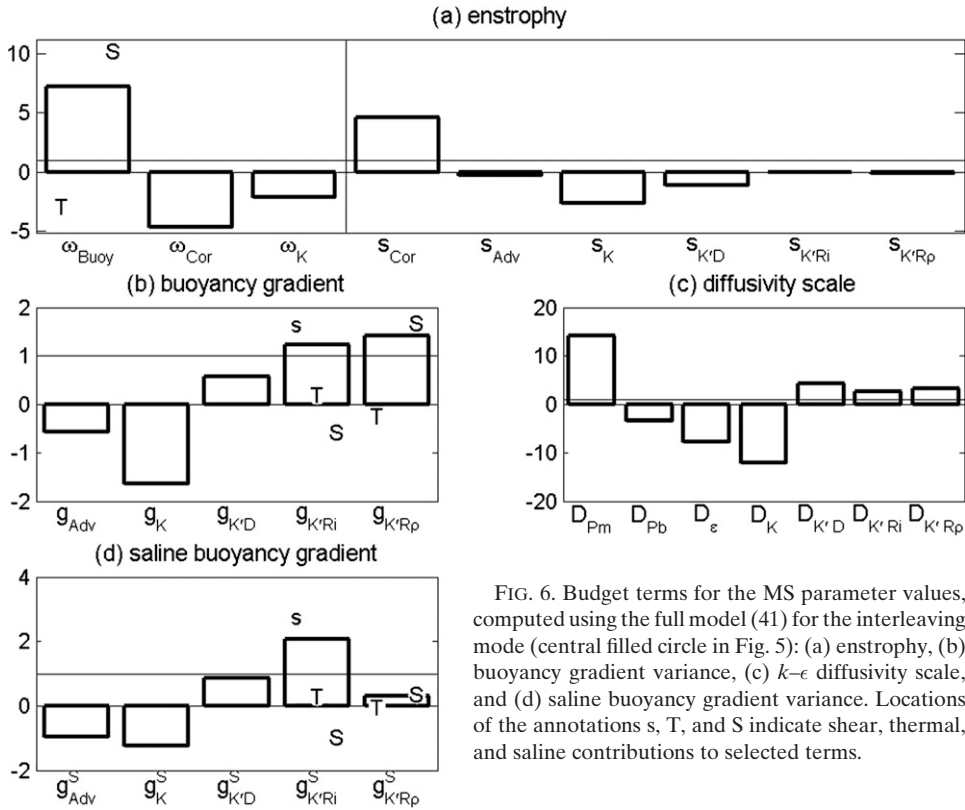 (a) enstrophy
10
5
0
-5
S
T
ω_Buoy ω_Cor ω_K s_Cor s_Adv s_K s_K'D s_K'Ri s_K'Rρ
(b) buoyancy gradient
2
1
0
-1
-2
s
T
S
S
T
g_Adv g_K g_K'D g_K'Ri g_K'Rρ
(c) diffusivity scale
20
10
0
-10
-20
D_Pm D_Pb D_ε D_K D_K'D D_K'Ri D_K'Rρ
(d) saline buoyancy gradient
4
2
0
-2
s
T
S
T
S
g^S_Adv g^S_K g^S_K'D g^S_K'Ri g^S_K'Rρ
FIG. 6. Budget terms for the MS parameter values,
computed using the full model (41) for the interleaving
mode (central filled circle in Fig. 5): (a) enstrophy, (b)
buoyancy gradient variance, (c) k–ϵ diffusivity scale,
and (d) saline buoyancy gradient variance. Locations
of the annotations s, T, and S indicate shear, thermal,
and saline contributions to selected terms.